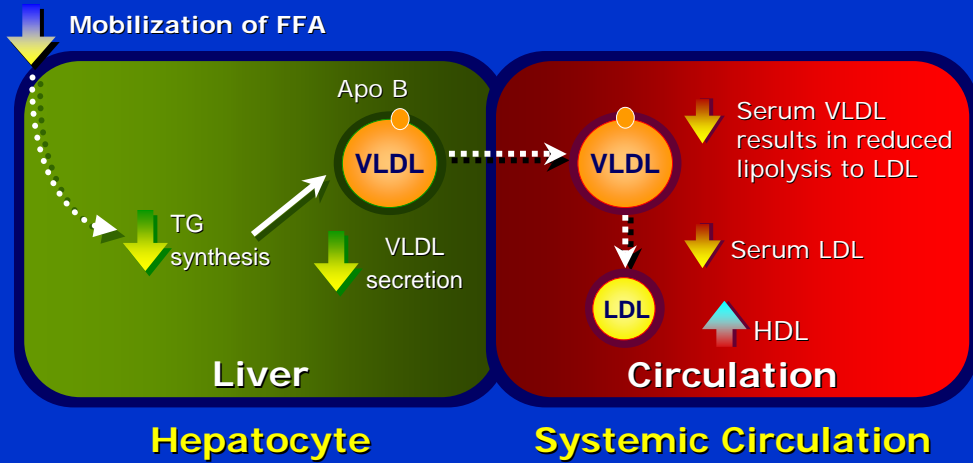 Mobilization of FFA
Apo B
VLDL
TG
synthesis
VLDL
secretion
Liver
VLDL
Serum VLDL
results in reduced
lipolysis to LDL
Serum LDL
LDL
HDL
Circulation
Hepatocyte
Systemic Circulation